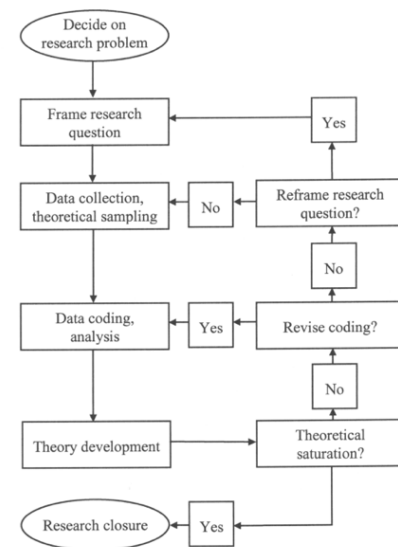 Decide on
research problem
Frame research
question
Yes
Data collection,
theoretical sampling
No
Reframe research
question?
No
Data coding,
analysis
Yes
Revise coding?
No
Theory development
Theoretical
saturation?
Research closure
Yes